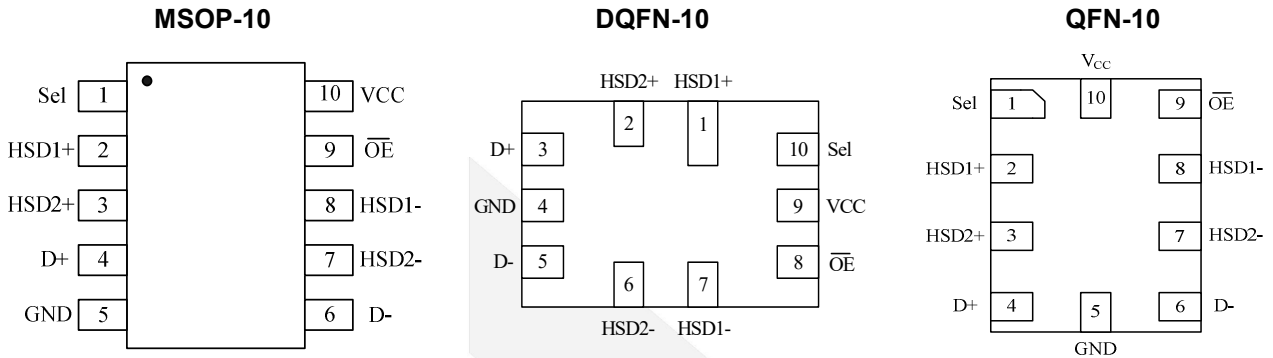 MSOP-10
Sel 1 10 VCC
HSD1+ 2 9 O̅E̅
HSD2+ 3 8 HSD1-
D+ 4 7 HSD2-
GND 5 6 D-
DQFN-10
HSD2+ HSD1+
2 1
D+ 3 10 Sel
GND 4 9 VCC
D- 5 8 O̅E̅
6 7
HSD2- HSD1-
QFN-10
VCC
Sel 1 10 9 O̅E̅
HSD1+ 2 8 HSD1-
HSD2+ 3 7 HSD2-
D+ 4 5 6 D-
GND